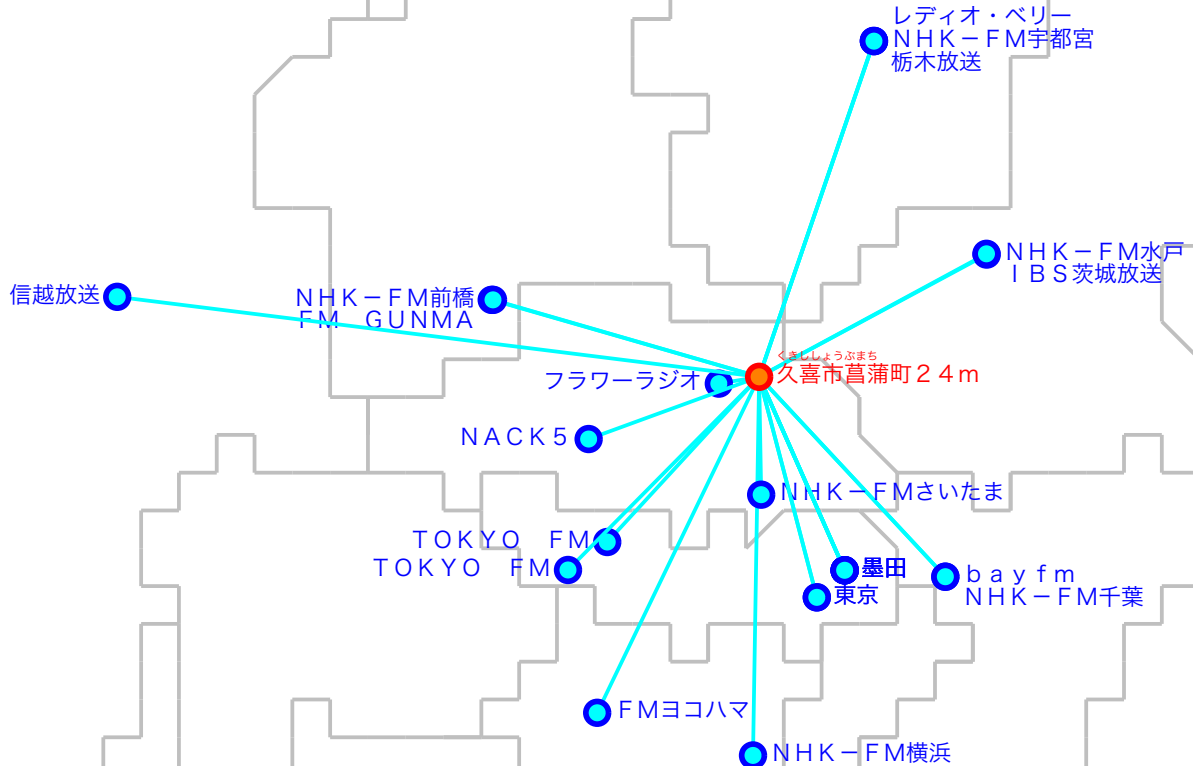 レディオ・ベリー
ＮＨＫ－ＦＭ宇都宮
栃木放送
ＮＨＫ－ＦＭ水戸
ＩＢＳ茨城放送
信越放送
ＮＨＫ－ＦＭ前橋
ＦＭ　ＧＵＮＭＡ
くきししょうぶまち
久喜市菖蒲町２４ｍ
フラワーラジオ
ＮＡＣＫ５
ＮＨＫ－ＦＭさいたま
ＴＯＫＹＯ　ＦＭ
ＴＯＫＹＯ　ＦＭ
墨田
東京
ｂａｙｆｍ
ＮＨＫ－ＦＭ千葉
ＦＭヨコハマ
ＮＨＫ－ＦＭ横浜